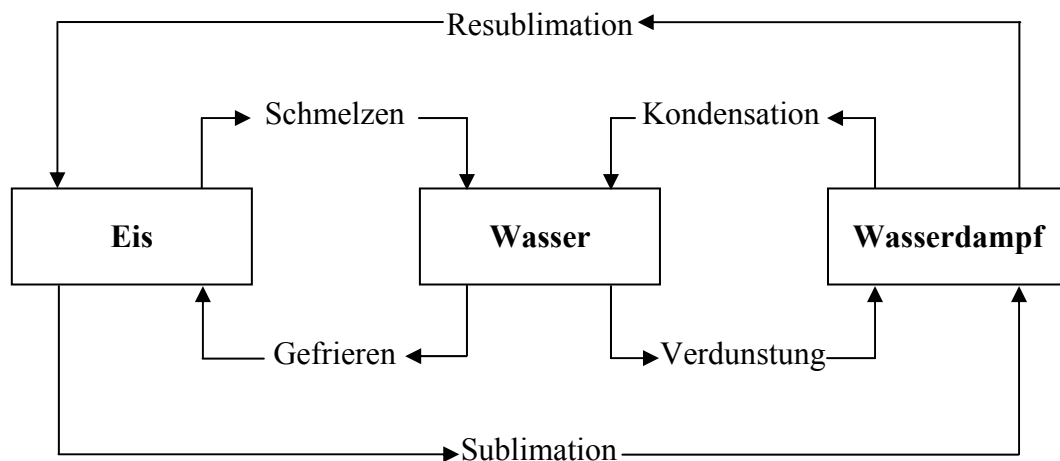 Resublimation
Schmelzen
Kondensation
Eis
Wasser
Wasserdampf
Gefrieren
Verdunstung
Sublimation